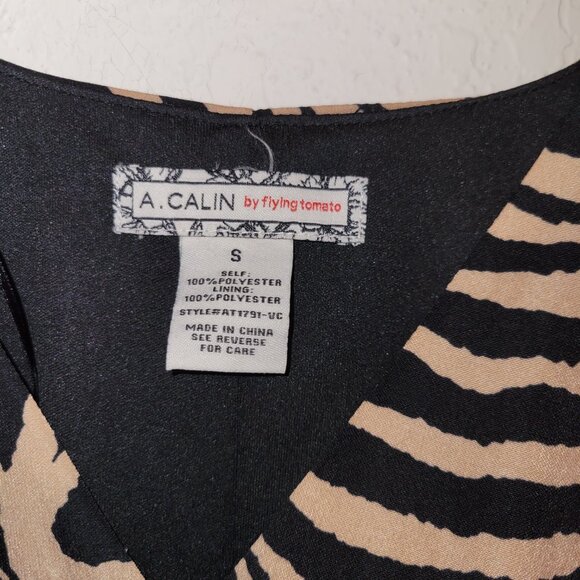 A.CALIN by flying tomato
S
SELF:
100%POLYESTER
LINING:
100%POLYESTER
STYLE#AT1791-VC
MADE IN CHINA
SEE REVERSE
FOR CARE